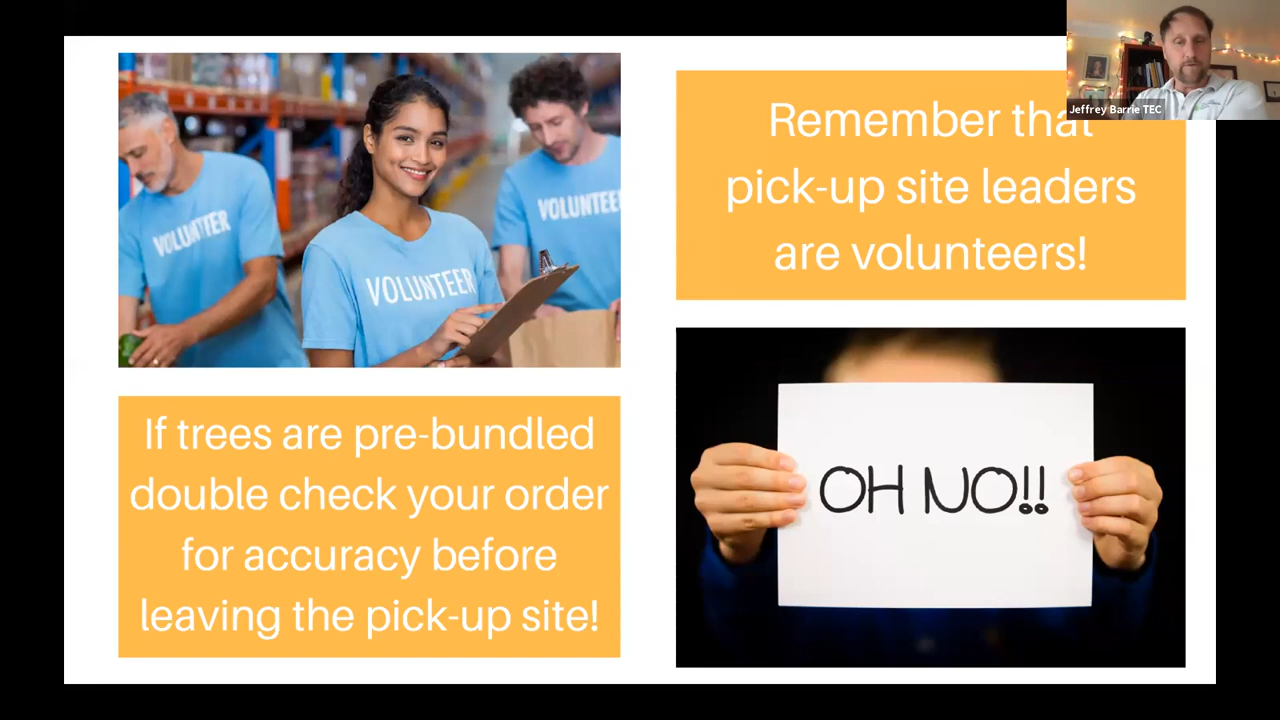 Jeffrey Barrie TEC
VOLUNTEER
VOLUNTEER
VOLUNTEE
Remember that
pick-up site leaders
are volunteers!
If trees are pre-bundled
double check your order
for accuracy before
leaving the pick-up site!
OH NO!!